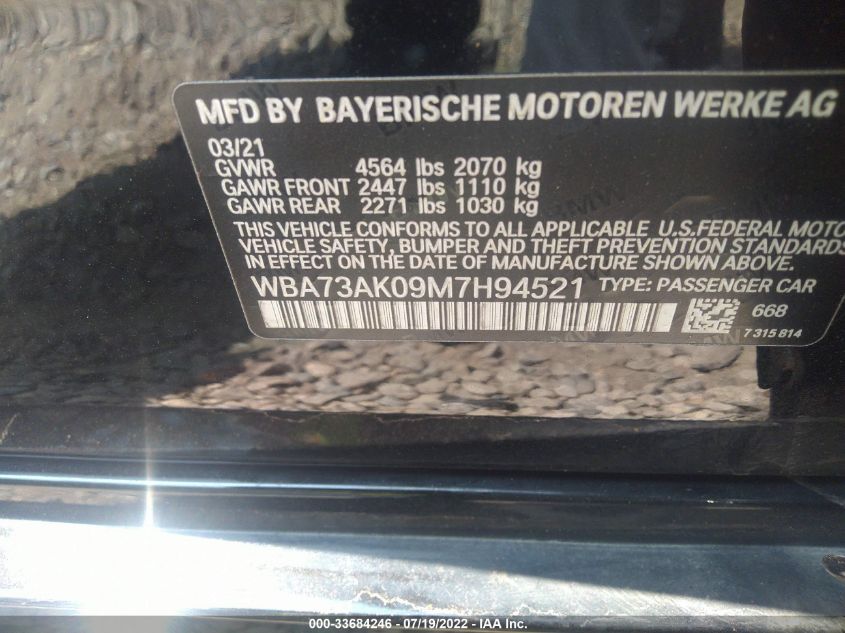 MFD BY BAYERISCHE MOTOREN WERKE AG
03/21
GVWR 4564 lbs 2070 kg
GAWR FRONT 2447 lbs 1110 kg
GAWR REAR 2271 lbs 1030 kg
THIS VEHICLE CONFORMS TO ALL APPLICABLE U.S.FEDERAL MOTO
VEHICLE SAFETY, BUMPER AND THEFT PREVENTION STANDARDS
IN EFFECT ON THE DATE OF MANUFACTURE SHOWN ABOVE.
WBA73AK09M7H94521 TYPE: PASSENGER CAR
668
7 315 814
000-33684246 - 07/19/2022 - IAA Inc.